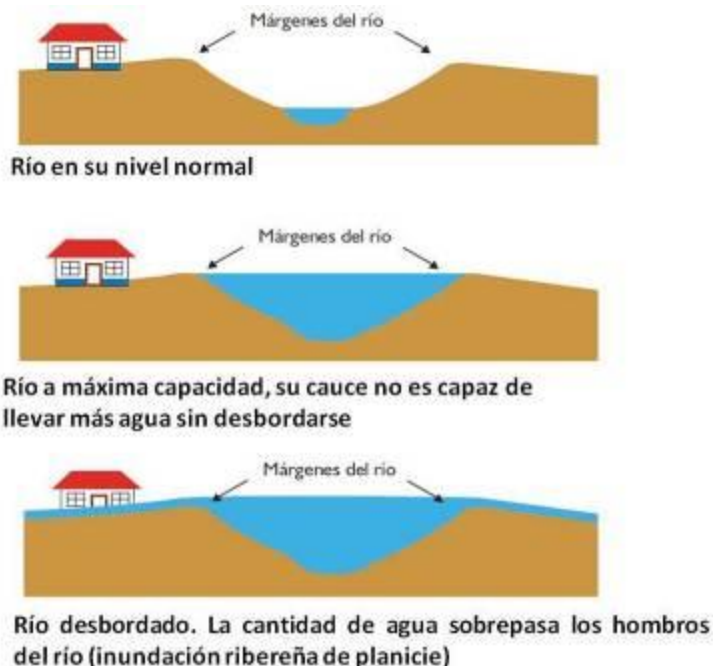 Márgenes del río
Río en su nivel normal
Márgenes del río
Río a máxima capacidad, su cauce no es capaz de
llevar más agua sin desbordarse
Márgenes del río
Río desbordado. La cantidad de agua sobrepasa los hombros
del río (inundación ribereña de planicie)